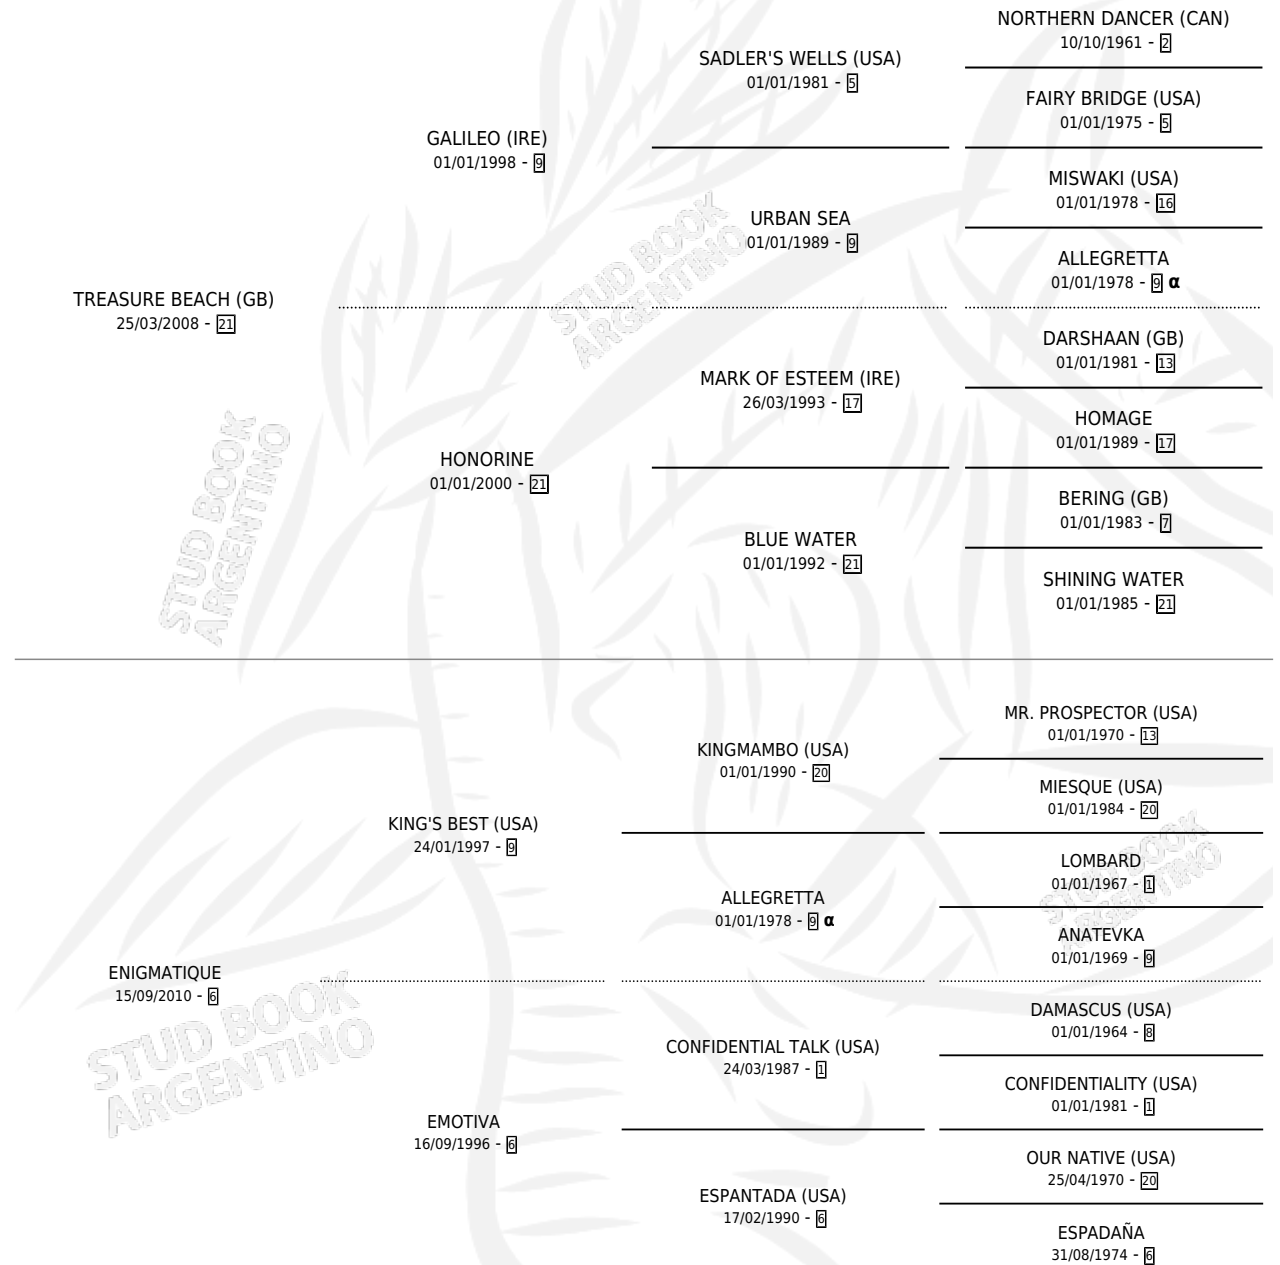 TREASURE BEACH (GB)
25/03/2008 - 21
GALILEO (IRE)
01/01/1998 - 9
SADLER'S WELLS (USA)
01/01/1981 - 5
NORTHERN DANCER (CAN)
10/10/1961 - 2
FAIRY BRIDGE (USA)
01/01/1975 - 5
URBAN SEA
01/01/1989 - 9
MISWAKI (USA)
01/01/1978 - 16
ALLEGRETTA
01/01/1978 - 9 α
HONORINE
01/01/2000 - 21
MARK OF ESTEEM (IRE)
26/03/1993 - 17
DARSHAAN (GB)
01/01/1981 - 13
HOMAGE
01/01/1989 - 17
BLUE WATER
01/01/1992 - 21
BERING (GB)
01/01/1983 - 7
SHINING WATER
01/01/1985 - 21
ENIGMATIQUE
15/09/2010 - 6
KING'S BEST (USA)
24/01/1997 - 9
KINGMAMBO (USA)
01/01/1990 - 20
MR. PROSPECTOR (USA)
01/01/1970 - 13
MIESQUE (USA)
01/01/1984 - 20
ALLEGRETTA
01/01/1978 - 9 α
LOMBARD
01/01/1967 - 1
ANATEVKA
01/01/1969 - 9
EMOTIVA
16/09/1996 - 6
CONFIDENTIAL TALK (USA)
24/03/1987 - 1
DAMASCUS (USA)
01/01/1964 - 8
CONFIDENTIALITY (USA)
01/01/1981 - 1
ESPANTADA (USA)
17/02/1990 - 6
OUR NATIVE (USA)
25/04/1970 - 20
ESPADAÑA
31/08/1974 - 6
STUD BOOK
ARGENTINO
STUD BOOK
ARGENTINO
STUD BOOK
ARGENTINO
STUD BOOK
ARGENTINO